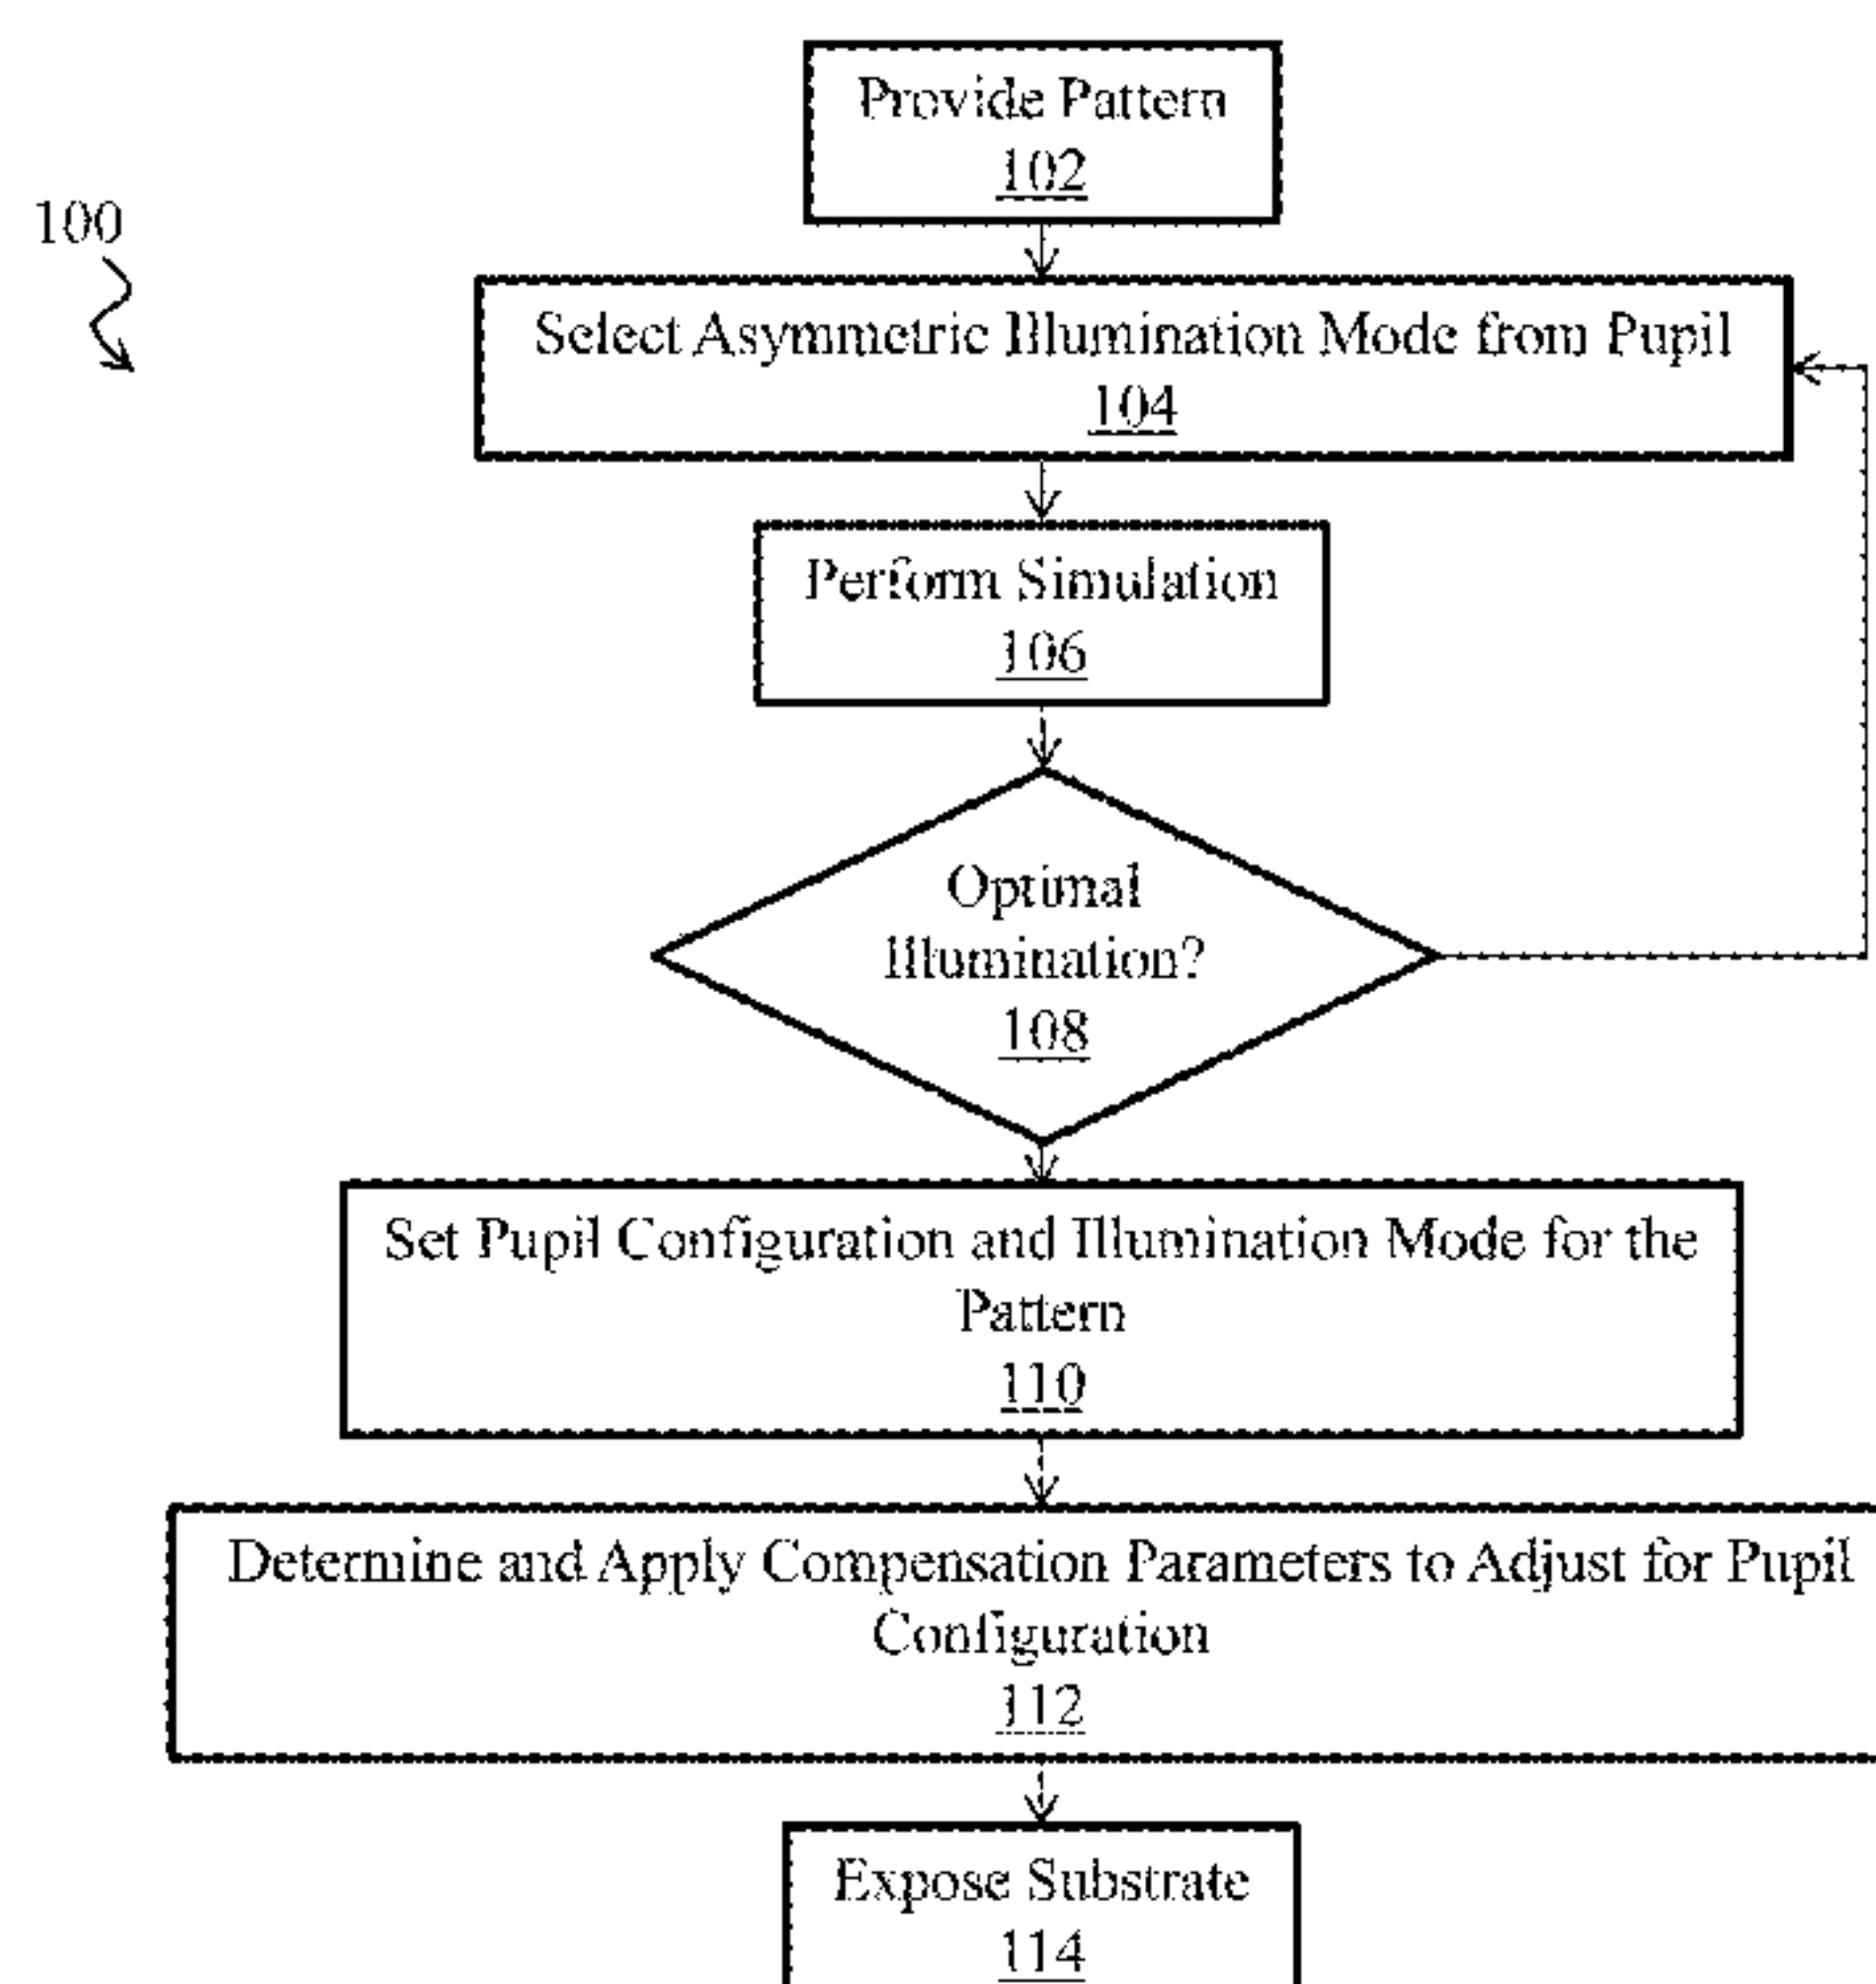 Provide Pattern
102
100
Select Asymmetric Illumination Mode from Pupil
104
Perform Simulation
106
Optimal
Illumination?
108
Set Pupil Configuration and Illumination Mode for the
Pattern
110
Determine and Apply Compensation Parameters to Adjust for Pupil
Configuration
112
Expose Substrate
114